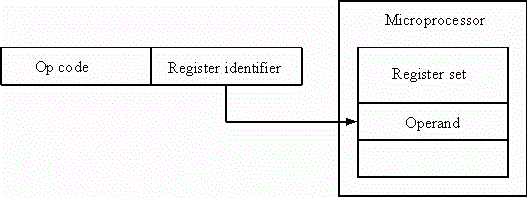 Microprocessor
Op code
Register identifier
Register set
Operand